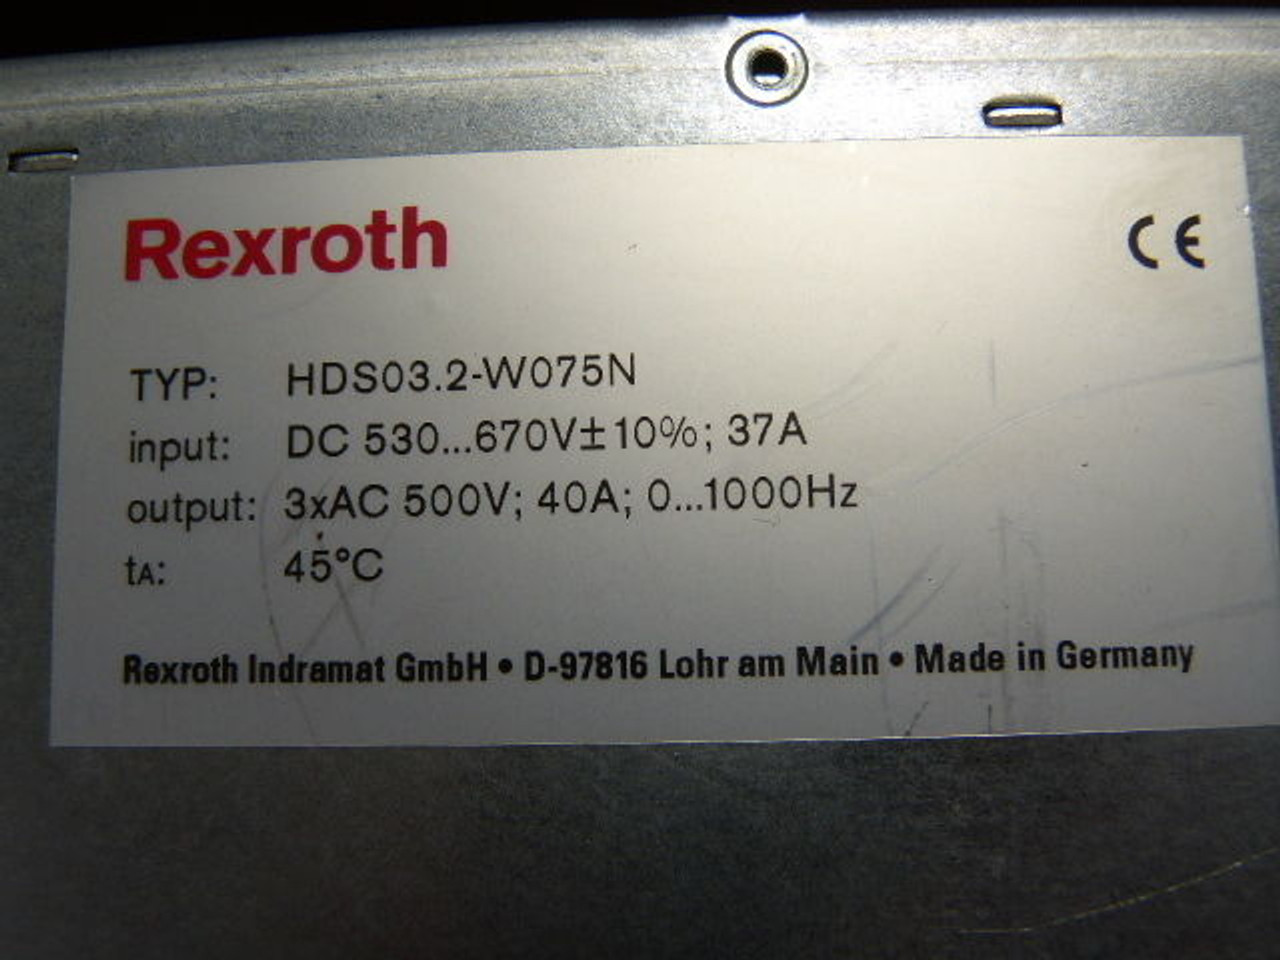 Rexroth
CE
TYP: HDS03.2-W075N
input: DC 530...670V±10%; 37A
output: 3xAC 500V; 40A; 0...1000Hz
tA: 45°C
Rexroth Indramat GmbH • D-97816 Lohr am Main • Made in Germany